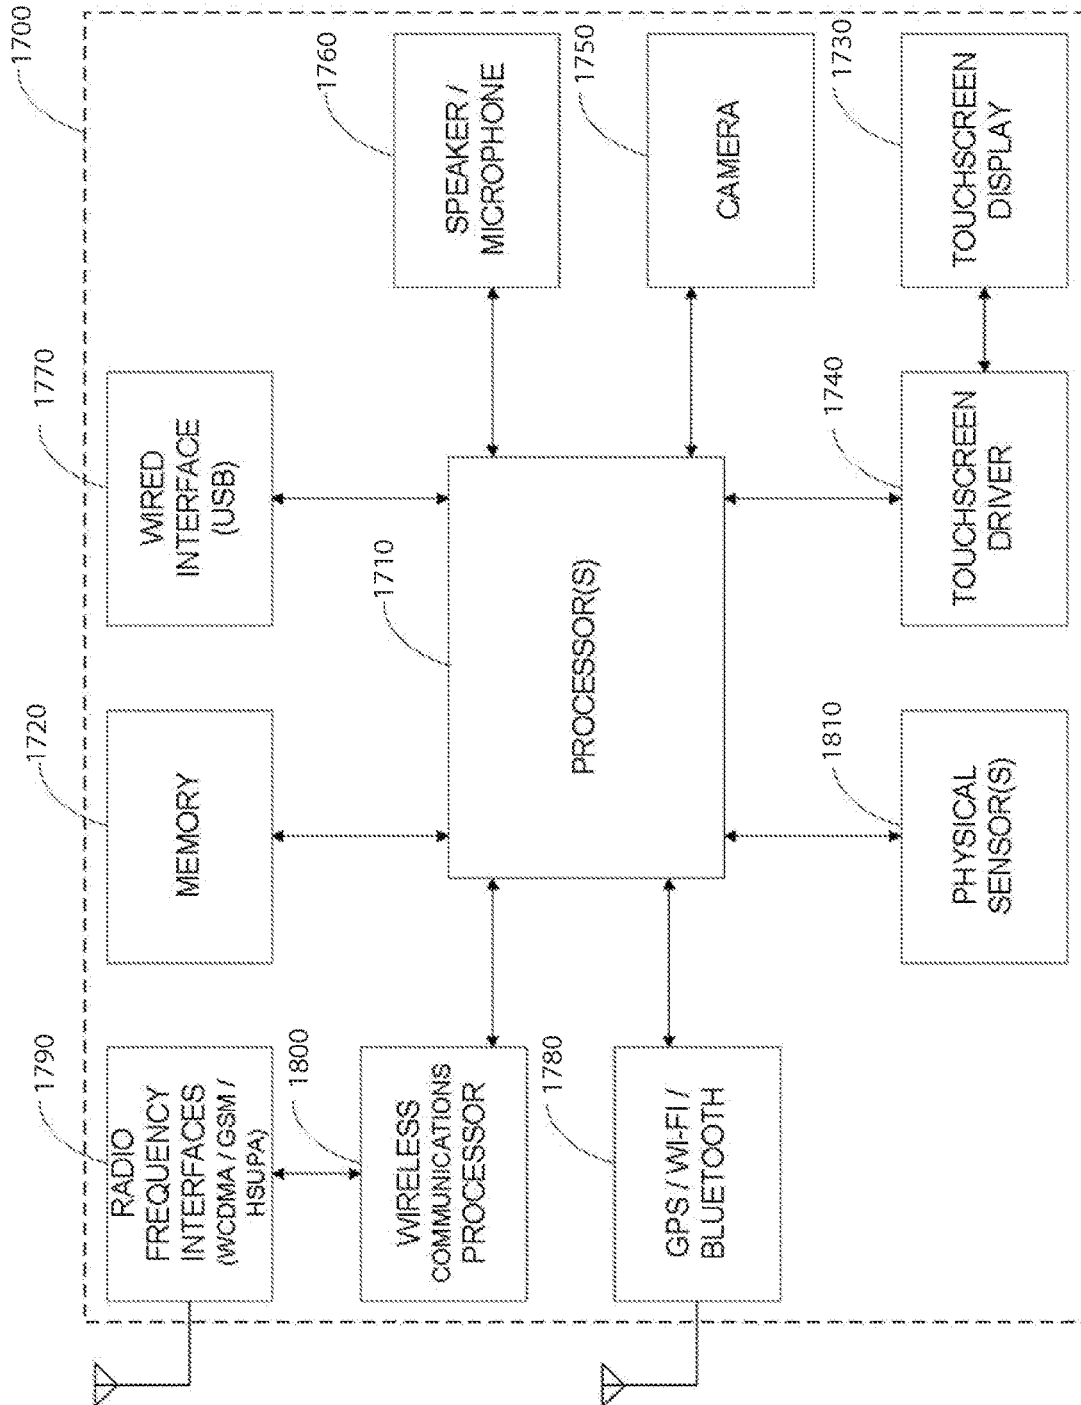 1700
1790
RADIO
FREQUENCY
INTERFACES
(WCDMA / GSM /
HSUPA)
1720
MEMORY
1770
WIRED
INTERFACE
(USB)
1800
WIRELESS
COMMUNICATIONS
PROCESSOR
1710
PROCESSOR(S)
1760
SPEAKER /
MICROPHONE
1780
GPS / WI-FI /
BLUETOOTH
1750
CAMERA
1810
PHYSICAL
SENSOR(S)
1740
TOUCHSCREEN
DRIVER
1730
TOUCHSCREEN
DISPLAY